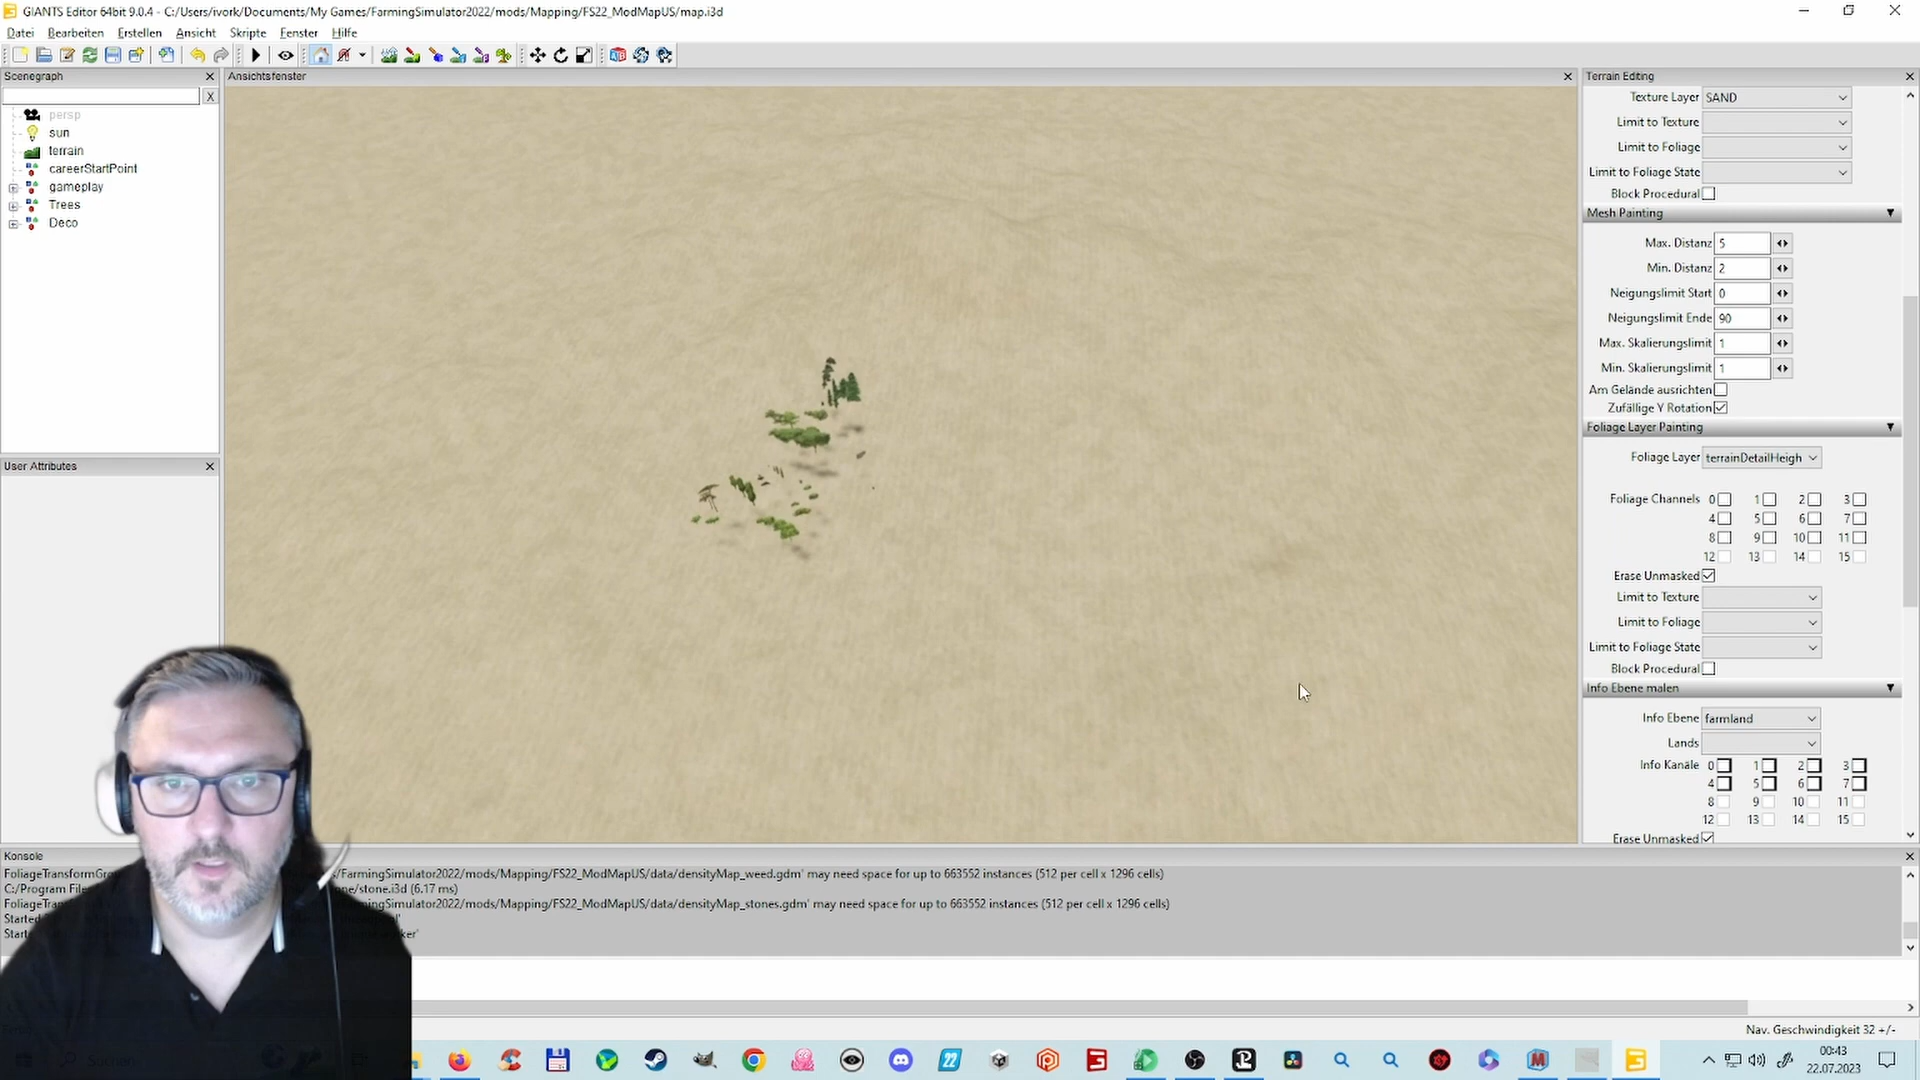 GIANTS Editor 64bit 9.0.4 - C:/Users/ivork/Documents/My Games/FarmingSimulator2022/mods/Mapping/FS22_ModMapUS/map.i3d
Datei Bearbeiten Erstellen Ansicht Skripte Fenster Hilfe
Scenegraph
X
persp
sun
terrain
careerStartPoint
gameplay
Trees
Deco
User Attributes
Ansichtsfenster
Terrain Editing
Texture Layer SAND
Limit to Texture
Limit to Foliage
Limit to Foliage State
Block Procedural
Mesh Painting
Max. Distanz 5
Min. Distanz 2
Neigungslimit Start 0
Neigungslimit Ende 90
Max. Skalierungslimit 1
Min. Skalierungslimit 1
Am Gelände ausrichten
Zufällige Y Rotation
Foliage Layer Painting
Foliage Layer terrainDetailHeigh
Foliage Channels 0 1 2 3
4 5 6 7
8 9 10 11
12 13 14 15
Erase Unmasked
Limit to Texture
Limit to Foliage
Limit to Foliage State
Block Procedural
Info Ebene malen
Info Ebene farmland
Lands
Info Kanäle 0 1 2 3
4 5 6 7
8 9 10 11
12 13 14 15
Erase Unmasked
Konsole
FoliageTransformGr s/FarmingSimulator2022/mods/Mapping/FS22_ModMapUS/data/densityMap_weed.gdm' may need space for up to 663552 instances (512 per cell x 1296 cells)
C:/Program File one/stone.i3d (6.17 ms)
FoliageTransf armingSimulator2022/mods/Mapping/FS22_ModMapUS/data/densityMap_stones.gdm' may need space for up to 663552 instances (512 per cell x 1296 cells)
Started
Starte ker'
Nav. Geschwindigkeit 32 +/-
22
00:43
22.07.2023